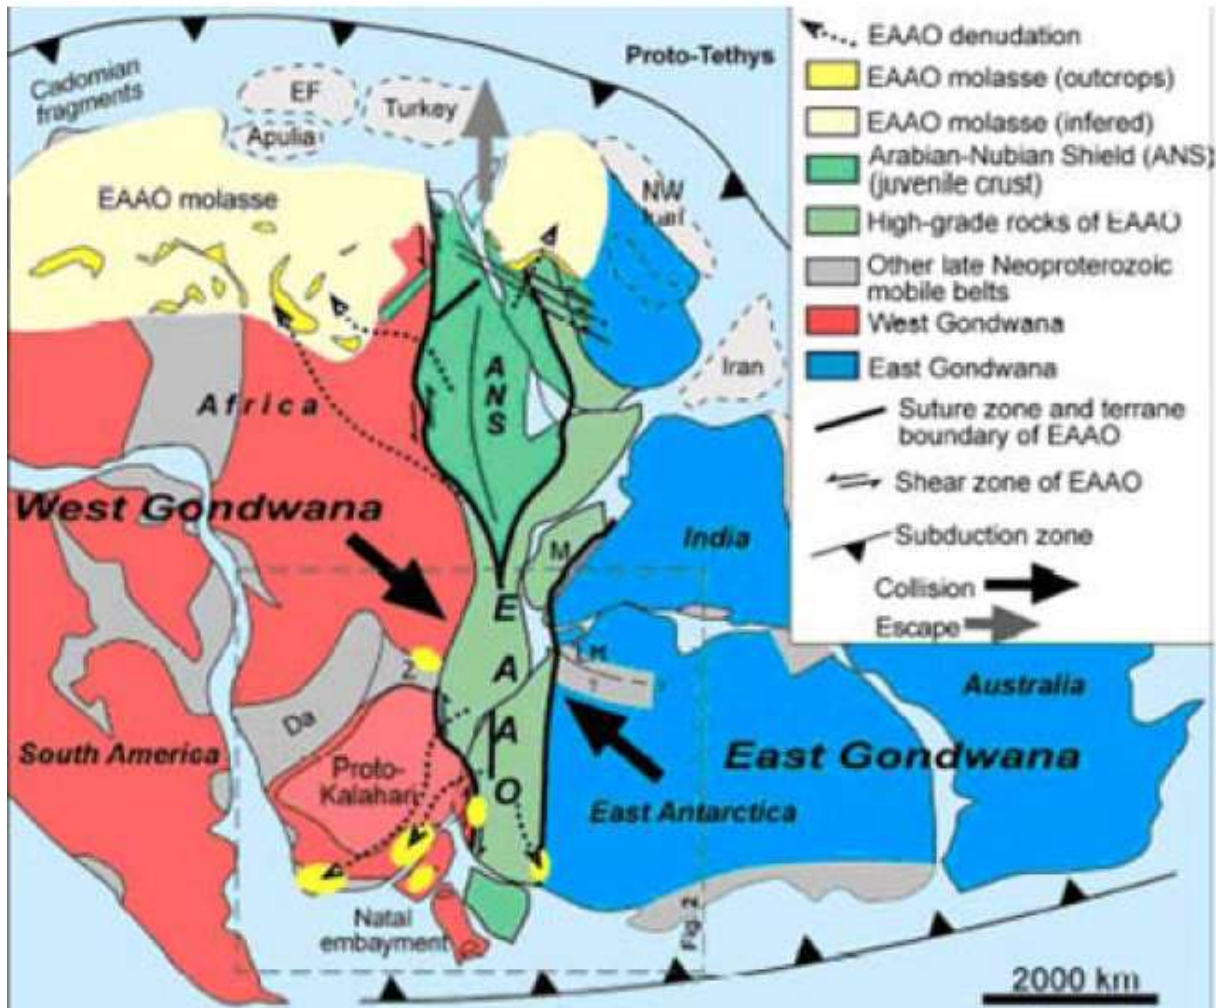 Proto-Tethys
Cadomian
fragments
EF
Turkey
Apulia
NW
EAAO molasse
Iran
ANS
Africa
West Gondwana
M
India
EAAO
Z
Da
South America
Proto-
Kalahari
Australia
East Gondwana
East Antarctica
Natal
embayment
Fig. 2
2000 km
EAAO denudation
EAAO molasse (outcrops)
EAAO molasse (infered)
Arabian-Nubian Shield (ANS)
(juvenile crust)
High-grade rocks of EAAO
Other late Neoproterozoic
mobile belts
West Gondwana
East Gondwana
Suture zone and terrane
boundary of EAAO
Shear zone of EAAO
Subduction zone
Collision
Escape